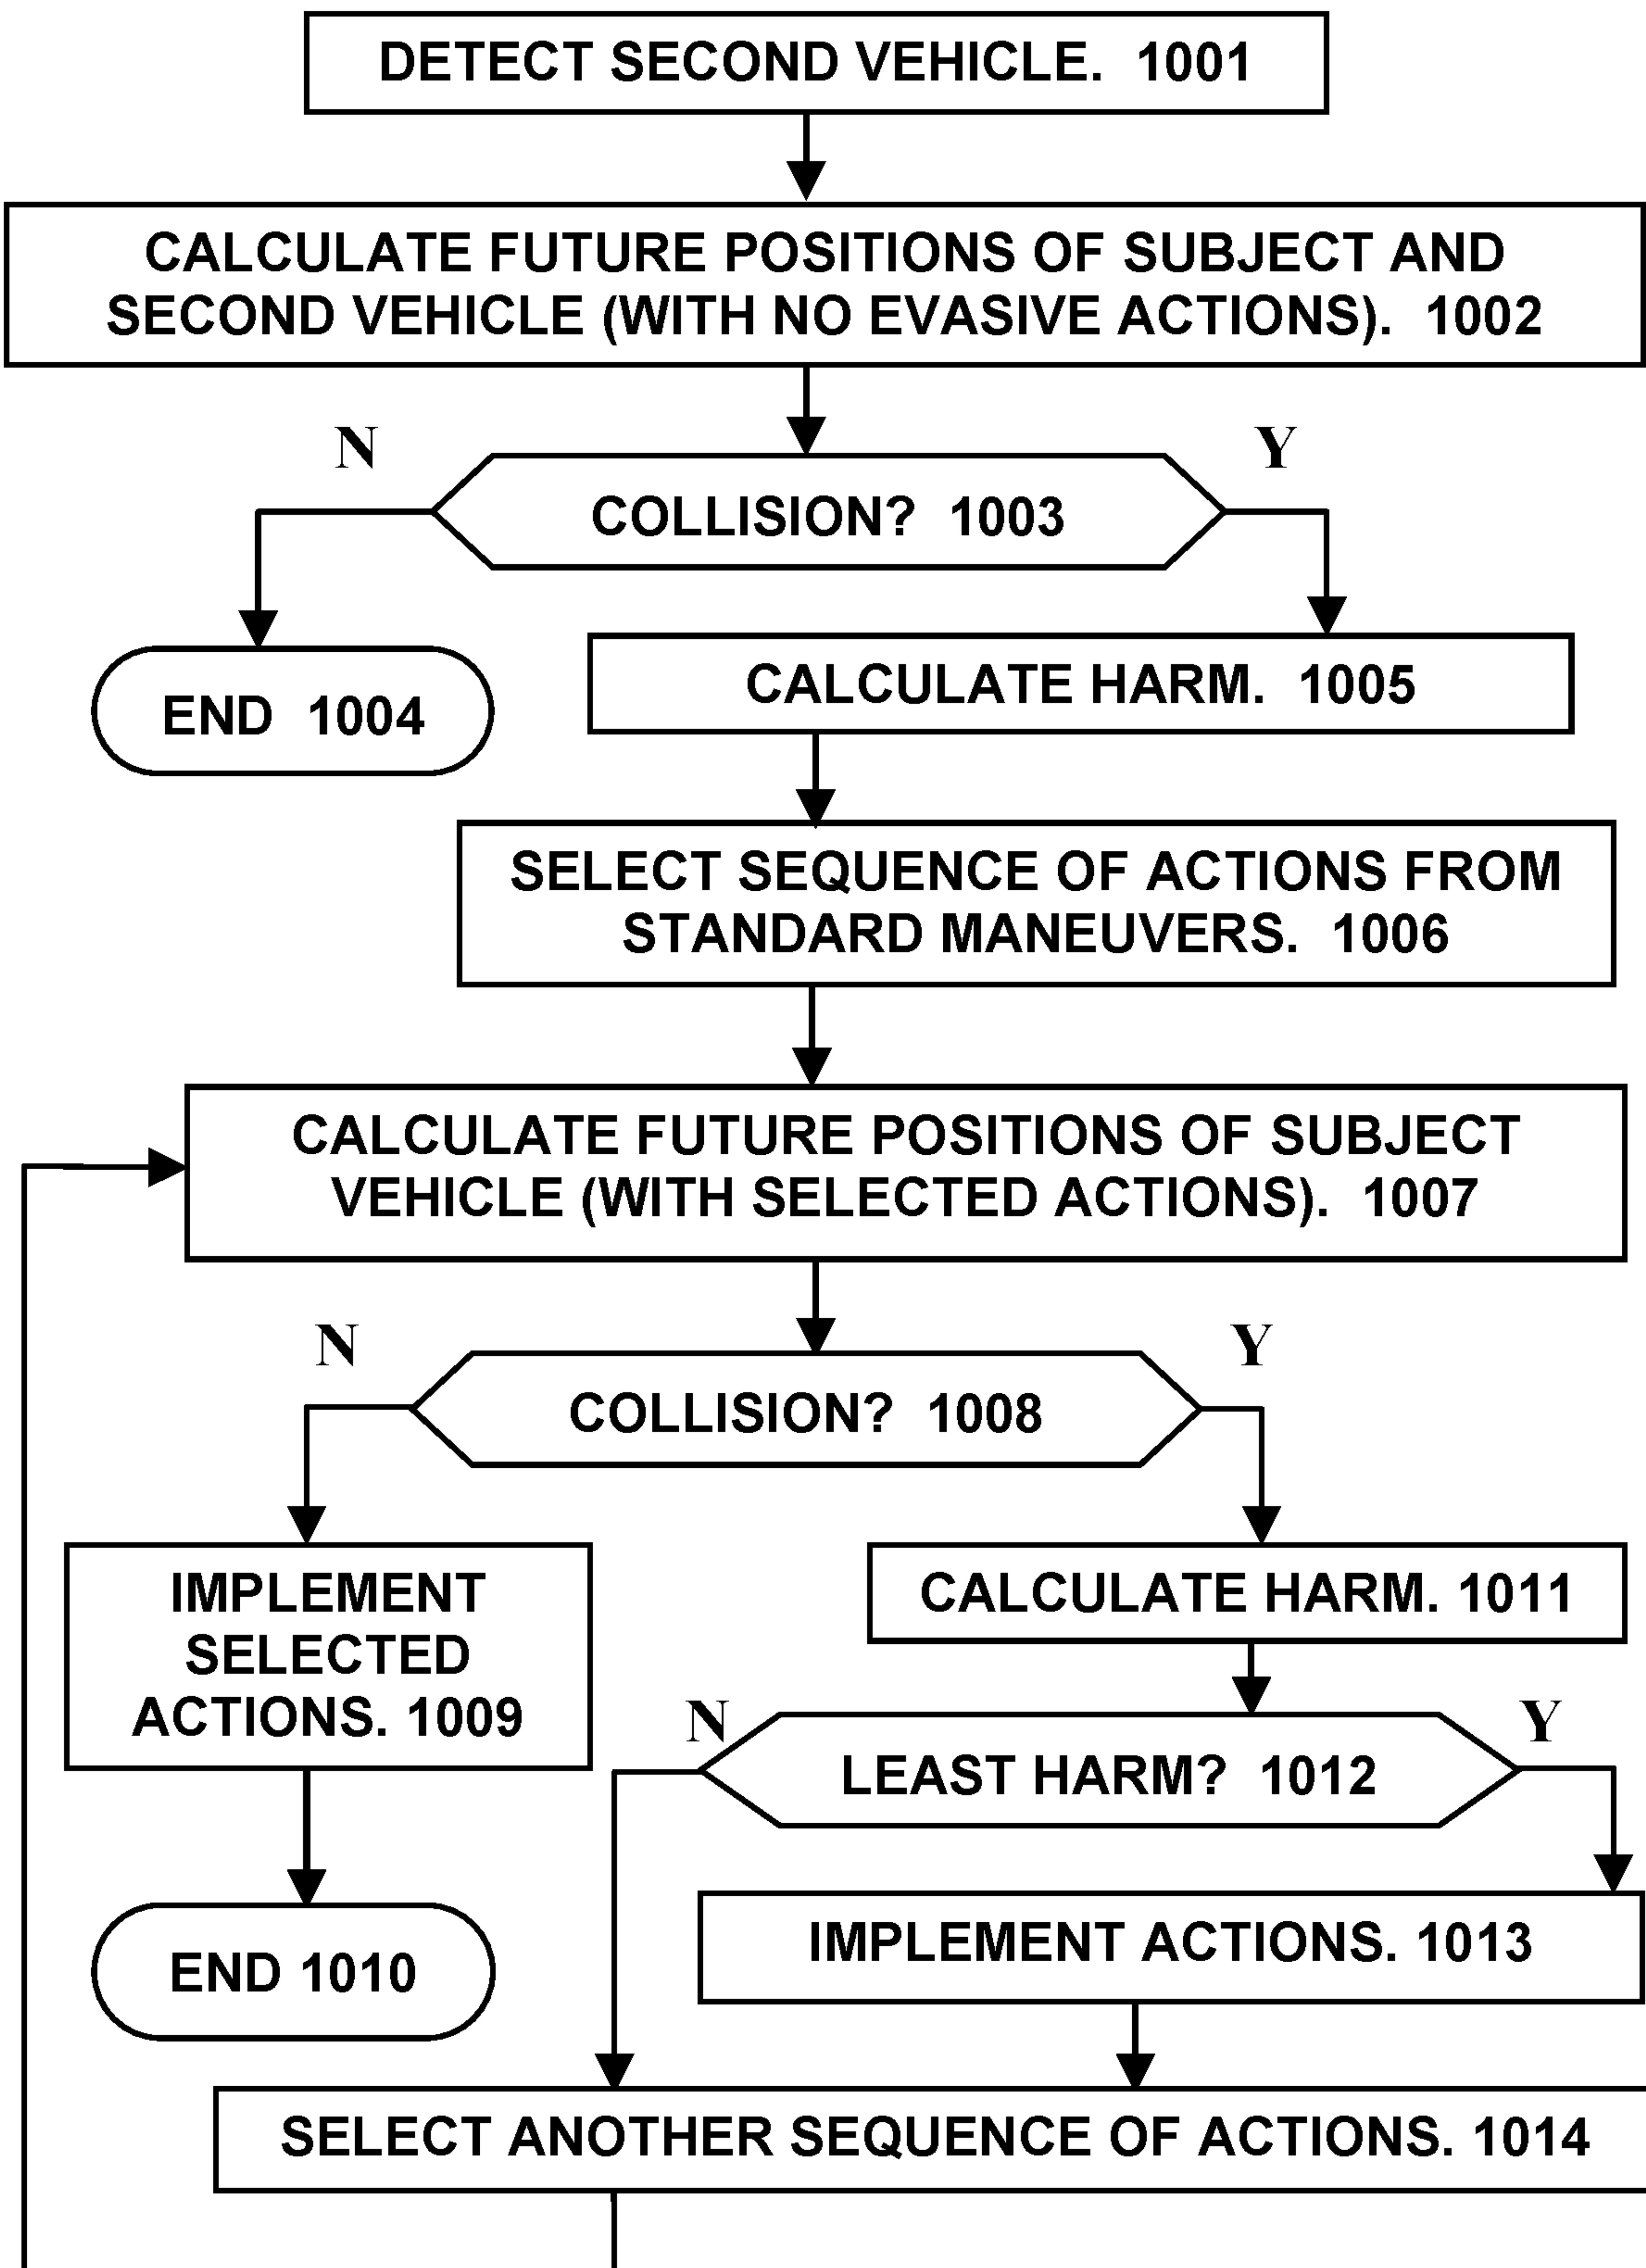 DETECT SECOND VEHICLE. 1001
CALCULATE FUTURE POSITIONS OF SUBJECT AND
SECOND VEHICLE (WITH NO EVASIVE ACTIONS). 1002
N
Y
COLLISION? 1003
END 1004
CALCULATE HARM. 1005
SELECT SEQUENCE OF ACTIONS FROM
STANDARD MANEUVERS. 1006
CALCULATE FUTURE POSITIONS OF SUBJECT
VEHICLE (WITH SELECTED ACTIONS). 1007
N
Y
COLLISION? 1008
IMPLEMENT
SELECTED
ACTIONS. 1009
CALCULATE HARM. 1011
N
Y
LEAST HARM? 1012
IMPLEMENT ACTIONS. 1013
END 1010
SELECT ANOTHER SEQUENCE OF ACTIONS. 1014